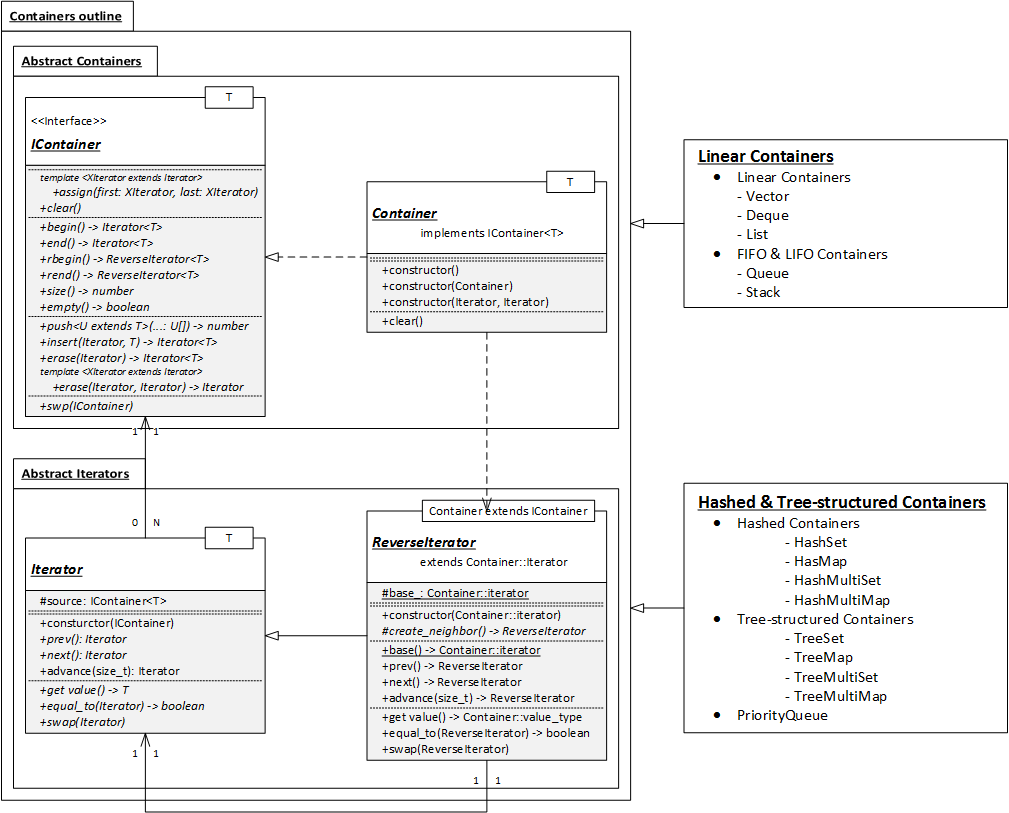 Containers outline
Abstract Containers
T
<<Interface>>
IContainer
template <XIterator extends Iterator>
+assign(first: XIterator, last: XIterator)
+clear()
+begin() -> Iterator<T>
+end() -> Iterator<T>
+rbegin() -> ReverseIterator<T>
+rend() -> ReverseIterator<T>
+size() -> number
+empty() -> boolean
+push<U extends T>(...: U[]) -> number
+insert(Iterator, T) -> Iterator<T>
+erase(Iterator) -> Iterator<T>
template <XIterator extends Iterator>
+erase(Iterator, Iterator) -> Iterator
+swp(IContainer)
T
Container
implements IContainer<T>
+constructor()
+constructor(Container)
+constructor(Iterator, Iterator)
+clear()
1 1
Abstract Iterators
0 N
T
Iterator
#source: IContainer<T>
+consturctor(IContainer)
+prev(): Iterator
+next(): Iterator
+advance(size_t): Iterator
+get value() -> T
+equal_to(Iterator) -> boolean
+swap(Iterator)
1 1
Container extends IContainer
ReverseIterator
extends Container::Iterator
#base_: Container::iterator
+constructor(Container::iterator)
#create_neighbor() -> ReverseIterator
+base() -> Container::iterator
+prev() -> ReverseIterator
+next() -> ReverseIterator
+advance(size_t) -> ReverseIterator
+get value() -> Container::value_type
+equal_to(ReverseIterator) -> boolean
+swap(ReverseIterator)
1 1
Linear Containers
• Linear Containers
- Vector
- Deque
- List
• FIFO & LIFO Containers
- Queue
- Stack
Hashed & Tree-structured Containers
• Hashed Containers
- HashSet
- HasMap
- HashMultiSet
- HashMultiMap
• Tree-structured Containers
- TreeSet
- TreeMap
- TreeMultiSet
- TreeMultiMap
• PriorityQueue